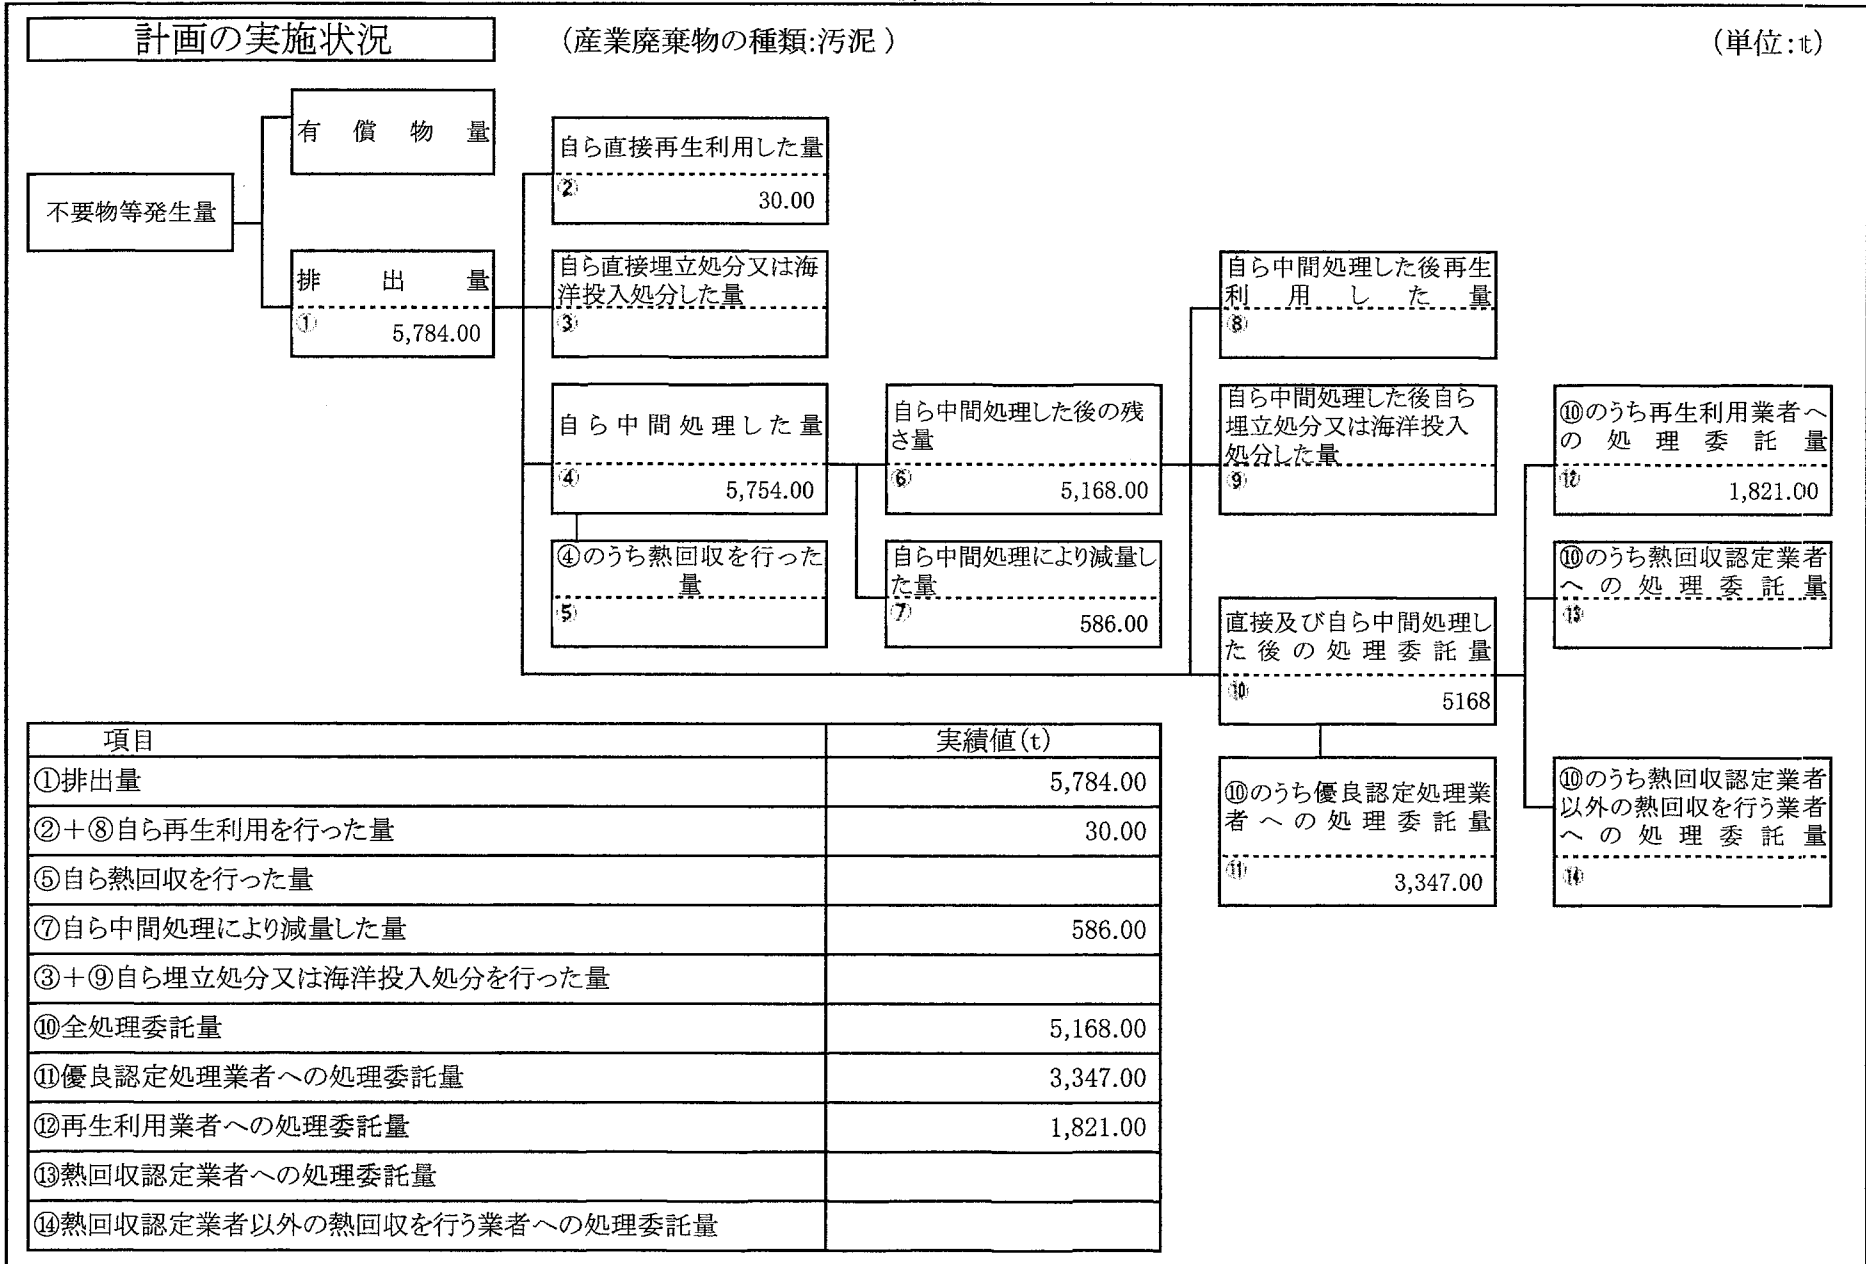 計画の実施状況
(産業廃棄物の種類:汚泥 )
(単位:t)
有償物量
不要物等発生量
排出量
①
5,784.00
自ら直接再生利用した量
②
30.00
自ら直接埋立処分又は海
洋投入処分した量
③
自ら中間処理した量
④
5,754.00
④のうち熱回収を行った
量
⑤
自ら中間処理した後の残
さ量
⑥
5,168.00
自ら中間処理により減量し
た量
⑦
586.00
自ら中間処理した後再生
利用した量
⑧
自ら中間処理した後自ら
埋立処分又は海洋投入
処分した量
⑨
直接及び自ら中間処理し
た後の処理委託量
⑩
5168
⑩のうち優良認定処理業
者への処理委託量
⑪
3,347.00
⑩のうち再生利用業者へ
の処理委託量
⑫
1,821.00
⑩のうち熱回収認定業者
への処理委託量
⑬
⑩のうち熱回収認定業者
以外の熱回収を行う業者
への処理委託量
⑭
項目 実績値(t)
①排出量 5,784.00
②+⑧自ら再生利用を行った量 30.00
⑤自ら熱回収を行った量
⑦自ら中間処理により減量した量 586.00
③+⑨自ら埋立処分又は海洋投入処分を行った量
⑩全処理委託量 5,168.00
⑪優良認定処理業者への処理委託量 3,347.00
⑫再生利用業者への処理委託量 1,821.00
⑬熱回収認定業者への処理委託量
⑭熱回収認定業者以外の熱回収を行う業者への処理委託量